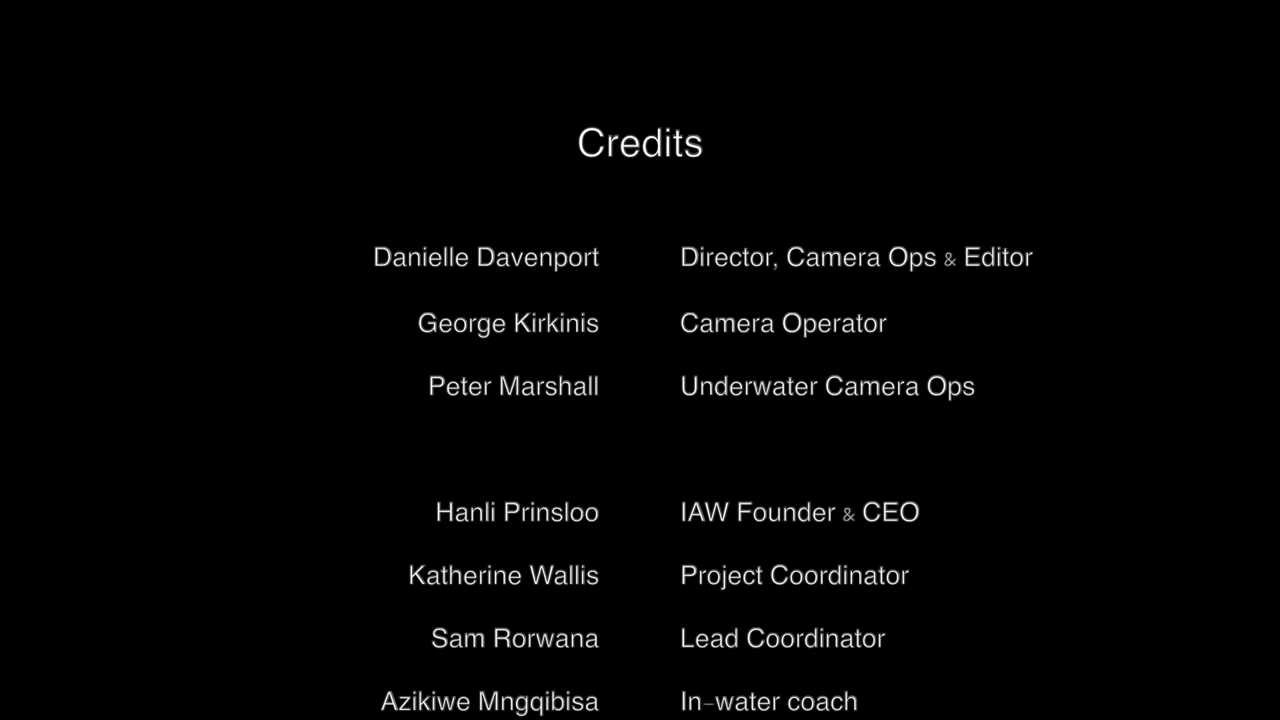 Credits
Danielle Davenport Director, Camera Ops & Editor
George Kirkinis Camera Operator
Peter Marshall Underwater Camera Ops
Hanli Prinsloo IAW Founder & CEO
Katherine Wallis Project Coordinator
Sam Rorwana Lead Coordinator
Azikiwe Mngqibisa In-water coach